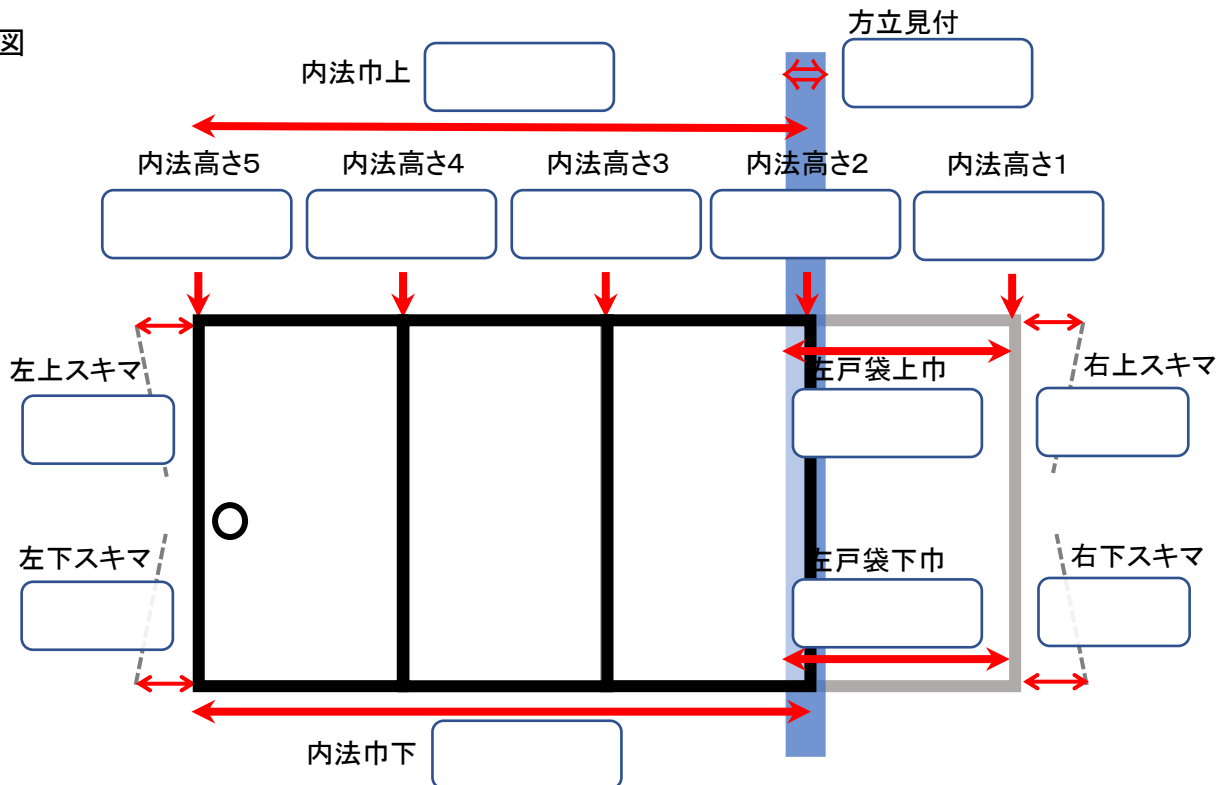 図
方立見付
内法巾上
内法高さ5
内法高さ4
内法高さ3
内法高さ2
内法高さ1
左上スキマ
左戸袋上巾
右上スキマ
左下スキマ
左戸袋下巾
右下スキマ
内法巾下